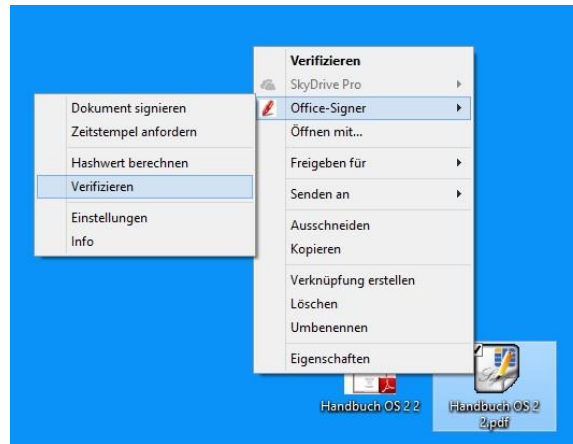 Verifizieren
SkyDrive Pro
Office-Signer
Öffnen mit...
Freigeben für
Senden an
Ausschneiden
Kopieren
Verknüpfung erstellen
Löschen
Umbenennen
Eigenschaften
Dokument signieren
Zeitstempel anfordern
Hashwert berechnen
Verifizieren
Einstellungen
Info
Handbuch OS 2 2
Handbuch OS 2
2.pdf